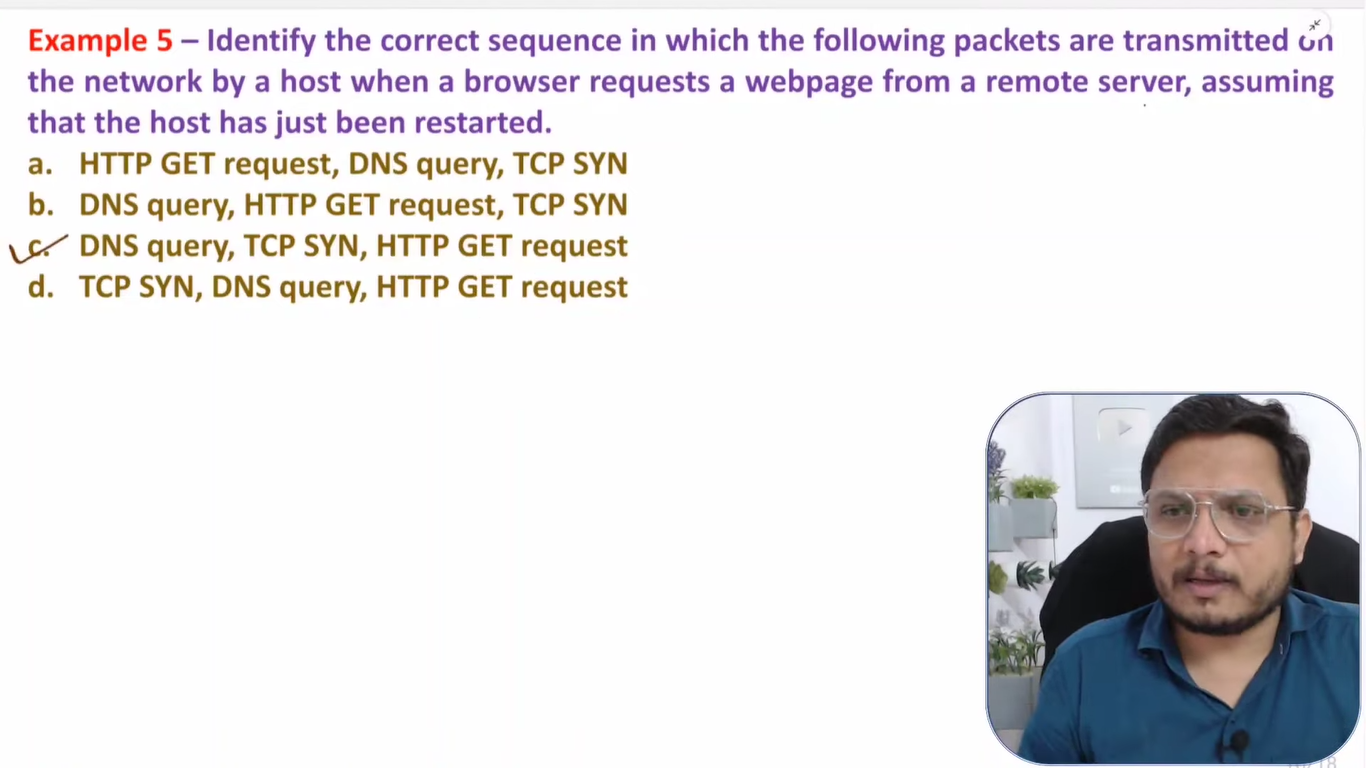 Example 5 – Identify the correct sequence in which the following packets are transmitted on
the network by a host when a browser requests a webpage from a remote server, assuming
that the host has just been restarted.
a. HTTP GET request, DNS query, TCP SYN
b. DNS query, HTTP GET request, TCP SYN
c. DNS query, TCP SYN, HTTP GET request
d. TCP SYN, DNS query, HTTP GET request